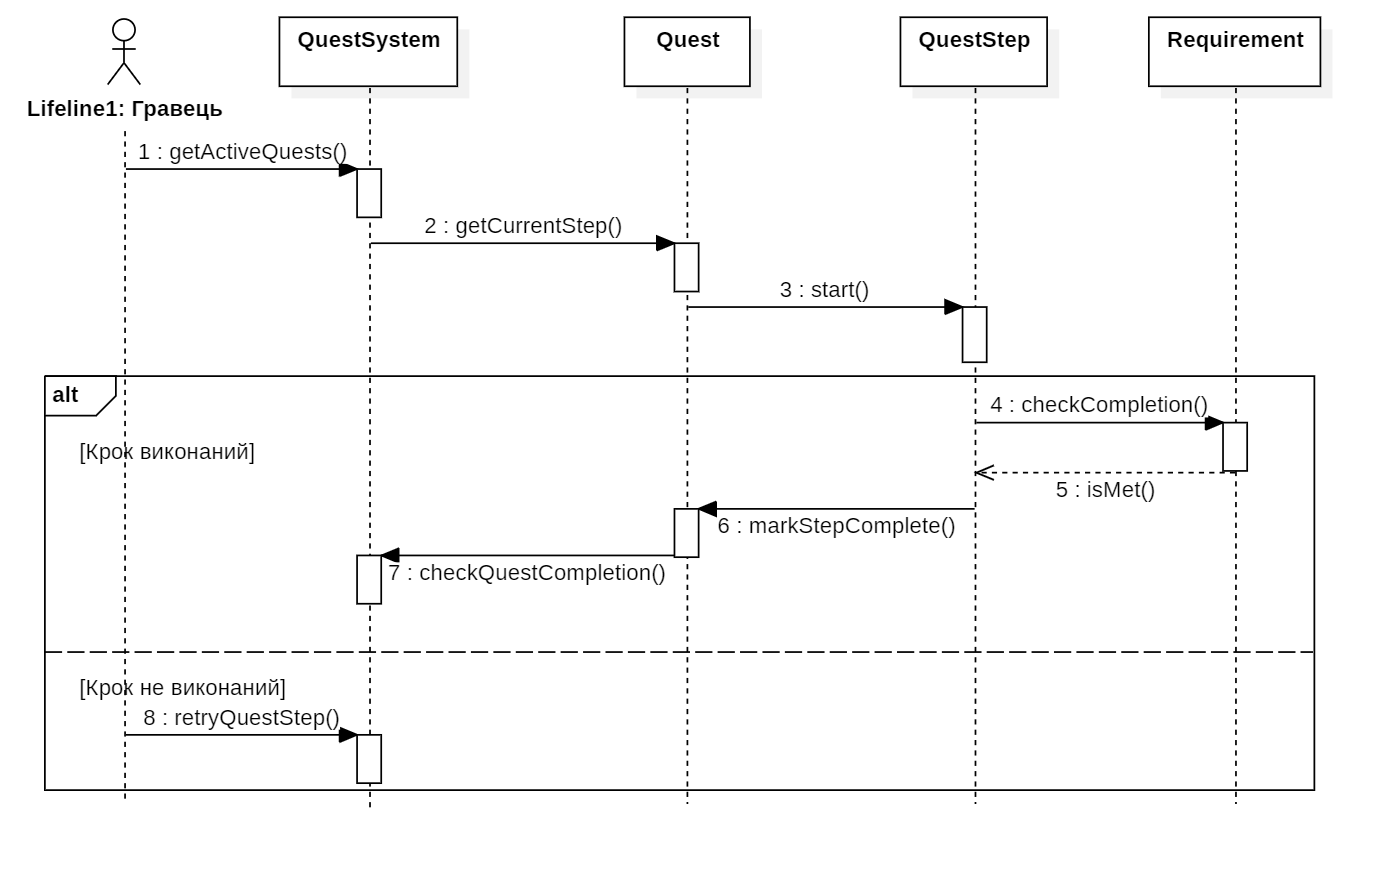 QuestSystem
Quest
QuestStep
Requirement
Lifeline1: Гравець
1 : getActiveQuests()
2 : getCurrentStep()
3 : start()
alt
4 : checkCompletion()
[Крок виконаний]
5 : isMet()
6 : markStepComplete()
7 : checkQuestCompletion()
[Крок не виконаний]
8 : retryQuestStep()